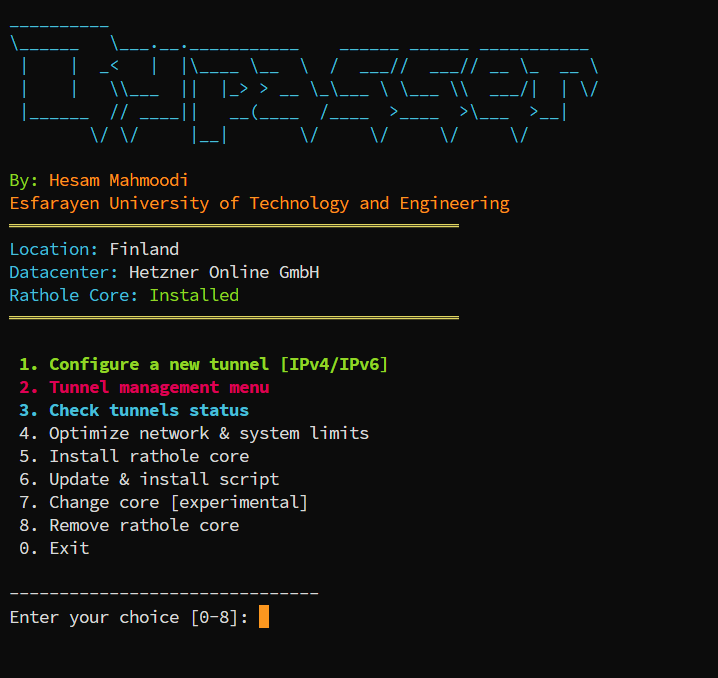 By: Hesam Mahmoodi
Esfarayen University of Technology and Engineering
Location: Finland
Datacenter: Hetzner Online GmbH
Rathole Core: Installed
1. Configure a new tunnel [IPv4/IPv6]
2. Tunnel management menu
3. Check tunnels status
4. Optimize network & system limits
5. Install rathole core
6. Update & install script
7. Change core [experimental]
8. Remove rathole core
0. Exit
Enter your choice [0-8]: